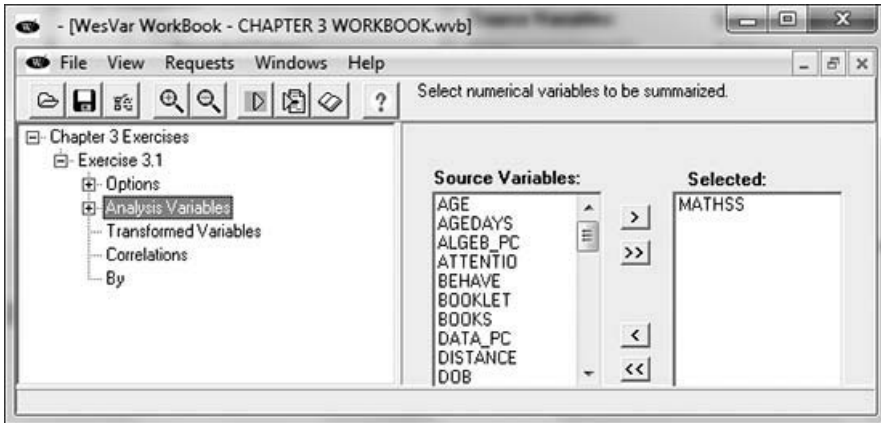 - [WesVar WorkBook - CHAPTER 3 WORKBOOK.wvb]
File View Requests Windows Help
Select numerical variables to be summarized.
Chapter 3 Exercises
Exercise 3.1
Options
Analysis Variables
Transformed Variables
Correlations
By
Source Variables:
AGE
AGEDAYS
ALGEB_PC
ATTENTIO
BEHAVE
BOOKLET
BOOKS
DATA_PC
DISTANCE
DOB
>
>>
<
<<
Selected:
MATHSS